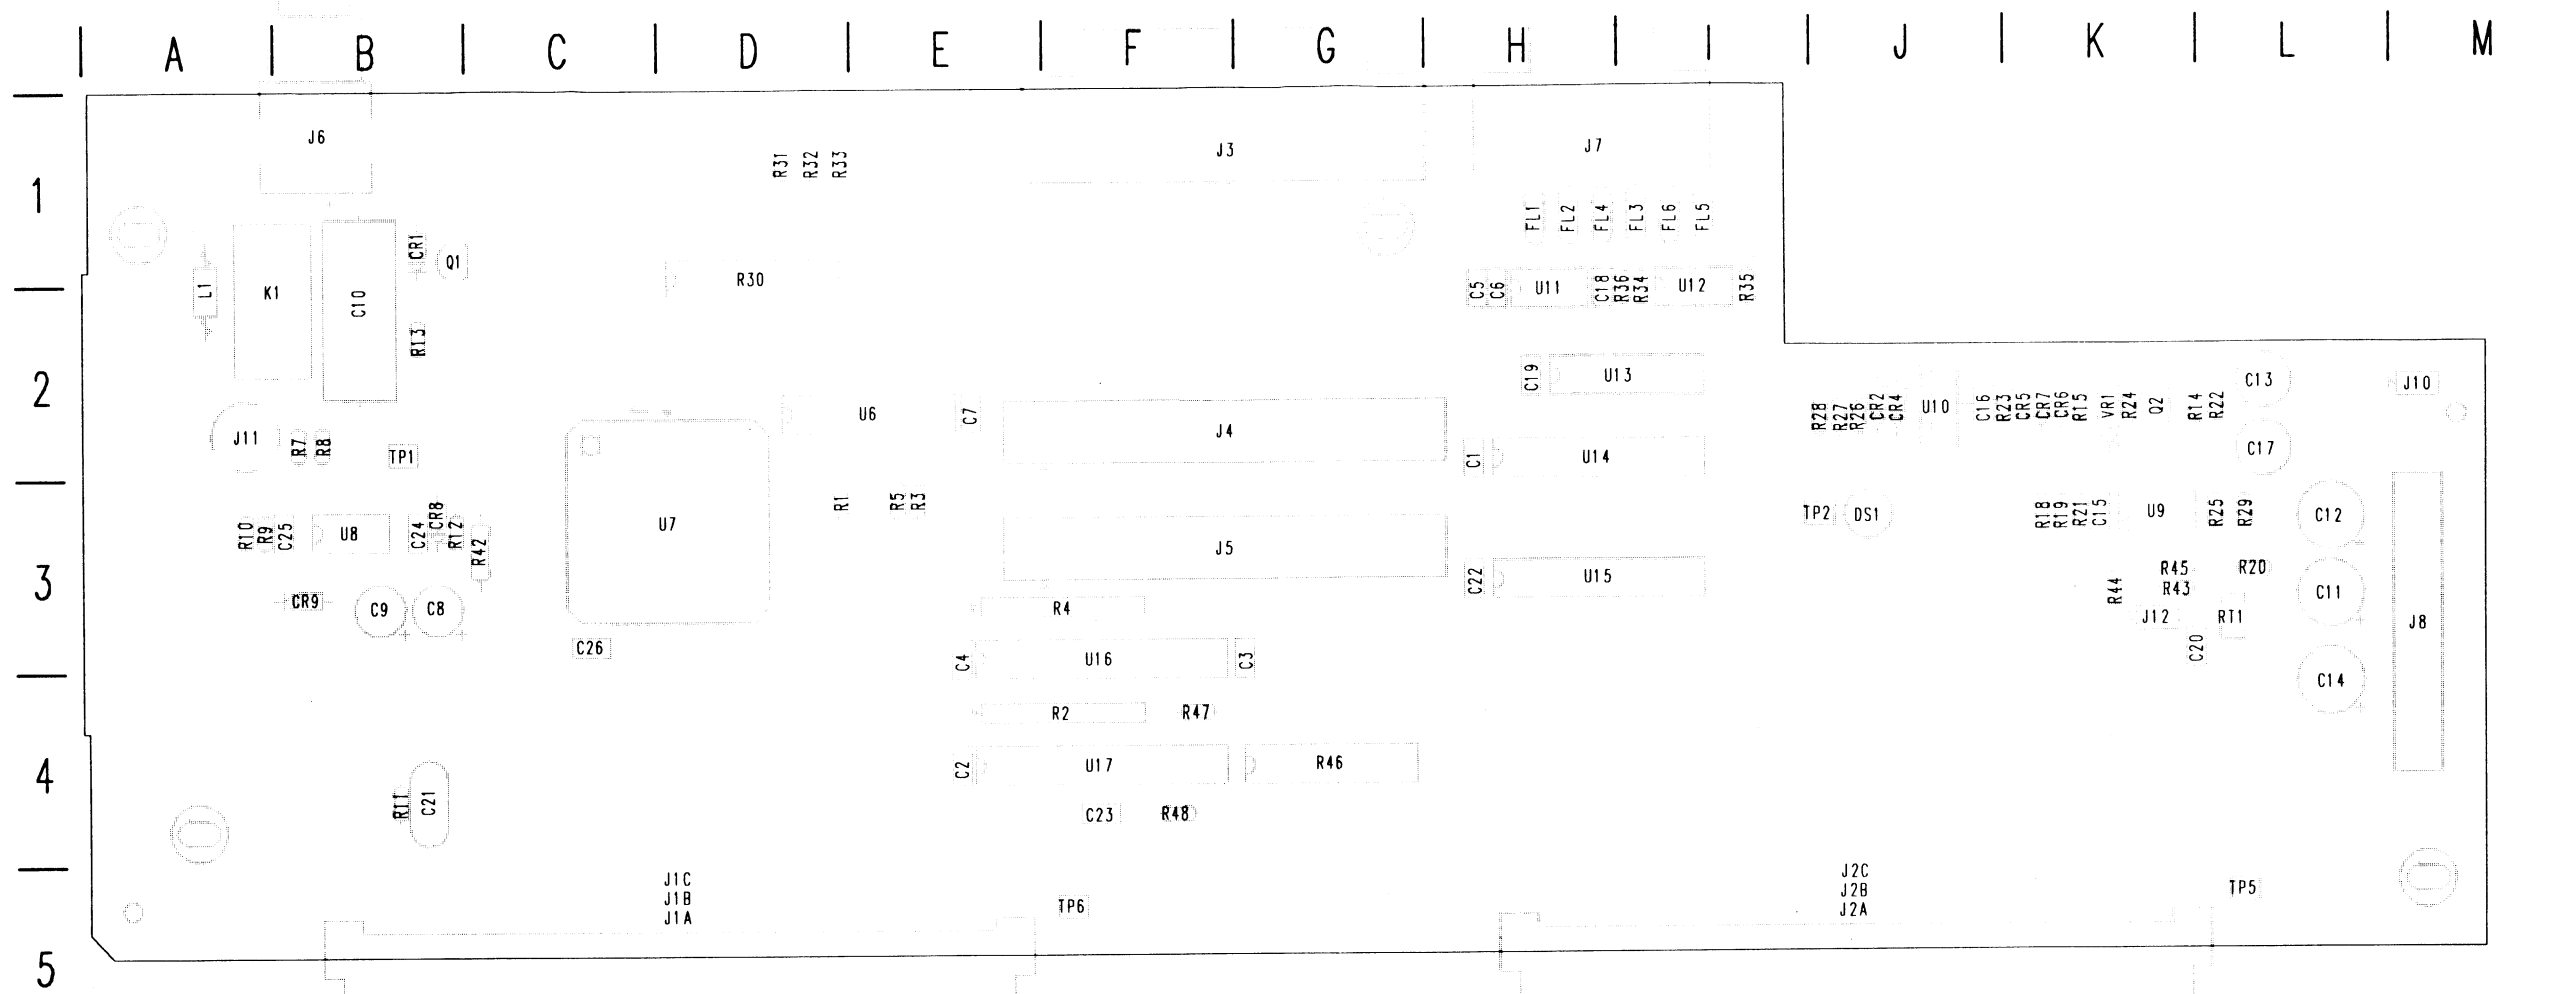 A B C D E F G H I J K L M
1
J6
R31 R32 R33
J3
J7
FL1 FL2 FL4 FL3 FL6 FL5
CR1
Q1
L1
K1
C10
R30
C5 C6 U11 C18 R36 R34 U12 R35
R13
2
C19 U13
C13
J10
U6
C7
J4
R28 R27 R26 CR2 CR4 U10 C16 R23 CR5 CR7 CR6 R15 VR1 R24 Q2 R14 R22
J11
R7 R8
TP1
C1 U14
C17
R1 R5 R3
TP2 DS1
R18 R19 R21 C15 U9 R25 R29
C12
R10 R9 C25 U8 C24 CR8 R12 R42
U7
J5
3
C22 U15
R45 R20
R44 R43
C11
CR9
C9 C8
R4
J12 RT1
J8
C26
C4 U16 C3
C20
C14
R2 R47
4
C2 U17 R46
R11 C21
C23 R48
J1C
J1B
J1A
TP6
J2C
J2B
J2A
TP5
5